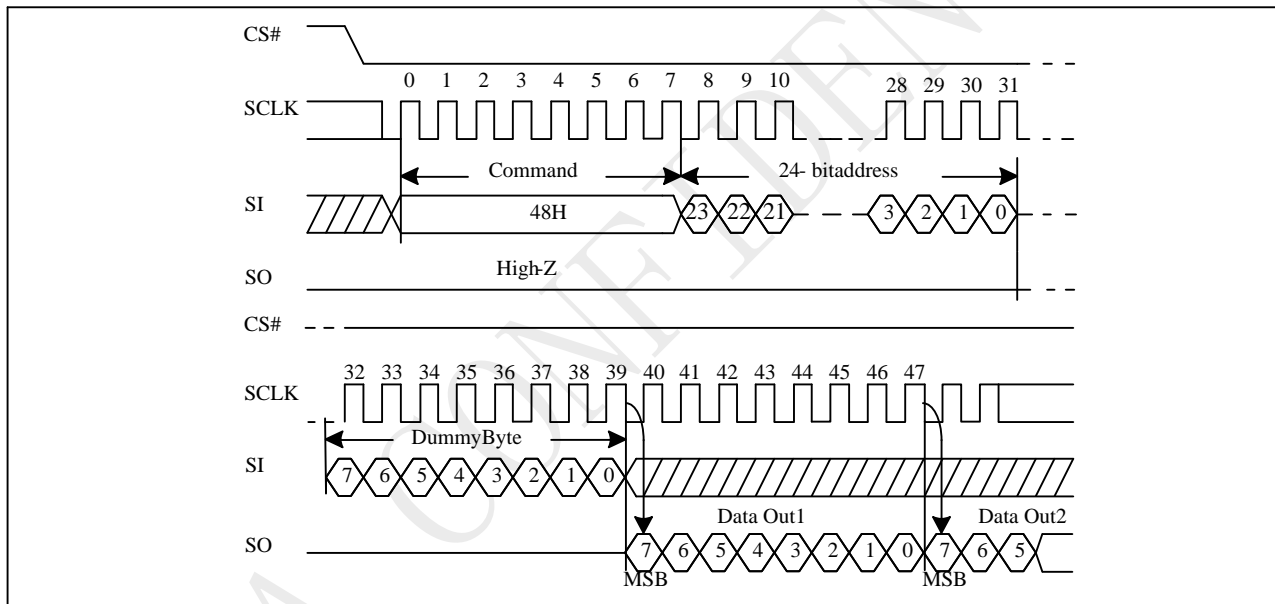 CS#
0 1 2 3 4 5 6 7 8 9 10 28 29 30 31
SCLK
Command 24- bitaddress
SI
48H 23 22 21 3 2 1 0
High-Z
SO
CS#
32 33 34 35 36 37 38 39 40 41 42 43 44 45 46 47
SCLK
DummyByte
SI
7 6 5 4 3 2 1 0
Data Out1 Data Out2
SO
7 6 5 4 3 2 1 0 7 6 5
MSB MSB